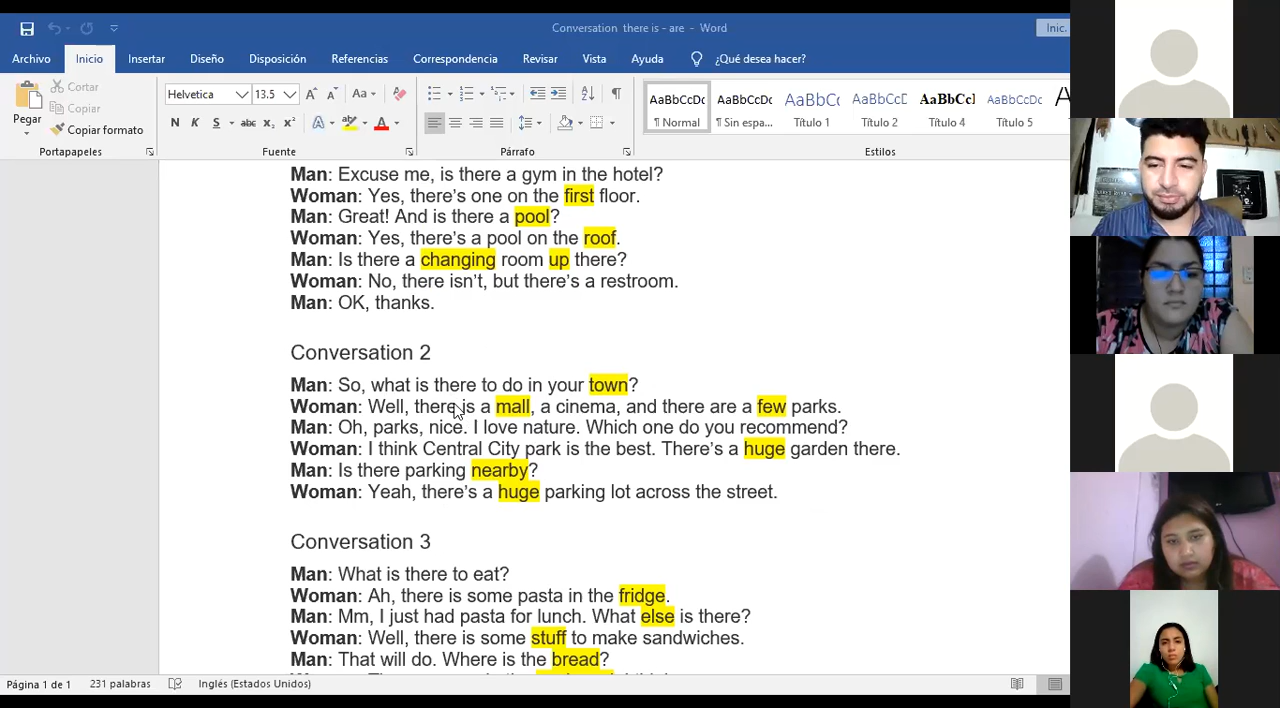 Conversation there is - are - Word
Inic.
Archivo Inicio Insertar Diseño Disposición Referencias Correspondencia Revisar Vista Ayuda ¿Qué desea hacer?
Pegar
Cortar
Copiar
Copiar formato
Portapapeles
Helvetica 13.5
Fuente
Párrafo
AaBbCcDc AaBbCcDc AaBbCc AaBbCcD AaBbCcI AaBbCcDc
¶ Normal ¶ Sin espa... Título 1 Título 2 Título 4 Título 5
Estilos
Man: Excuse me, is there a gym in the hotel?
Woman: Yes, there's one on the first floor.
Man: Great! And is there a pool?
Woman: Yes, there's a pool on the roof.
Man: Is there a changing room up there?
Woman: No, there isn't, but there's a restroom.
Man: OK, thanks.
Conversation 2
Man: So, what is there to do in your town?
Woman: Well, there is a mall, a cinema, and there are a few parks.
Man: Oh, parks, nice. I love nature. Which one do you recommend?
Woman: I think Central City park is the best. There's a huge garden there.
Man: Is there parking nearby?
Woman: Yeah, there's a huge parking lot across the street.
Conversation 3
Man: What is there to eat?
Woman: Ah, there is some pasta in the fridge.
Man: Mm, I just had pasta for lunch. What else is there?
Woman: Well, there is some stuff to make sandwiches.
Man: That will do. Where is the bread?
Página 1 de 1 231 palabras Inglés (Estados Unidos)